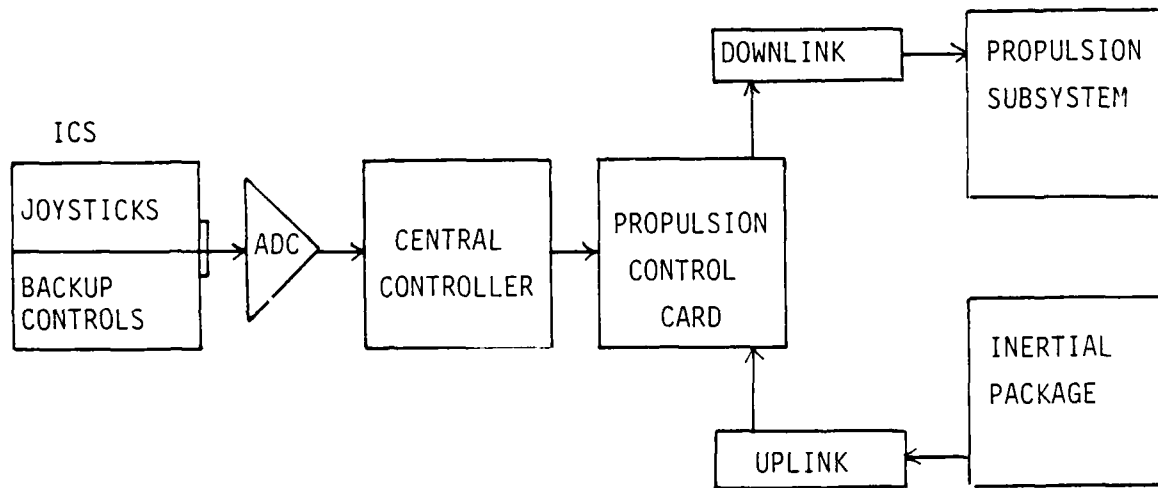 DOWNLINK
PROPULSION
SUBSYSTEM
ICS
JOYSTICKS
BACKUP
CONTROLS
ADC
CENTRAL
CONTROLLER
PROPULSION
CONTROL
CARD
INERTIAL
PACKAGE
UPLINK